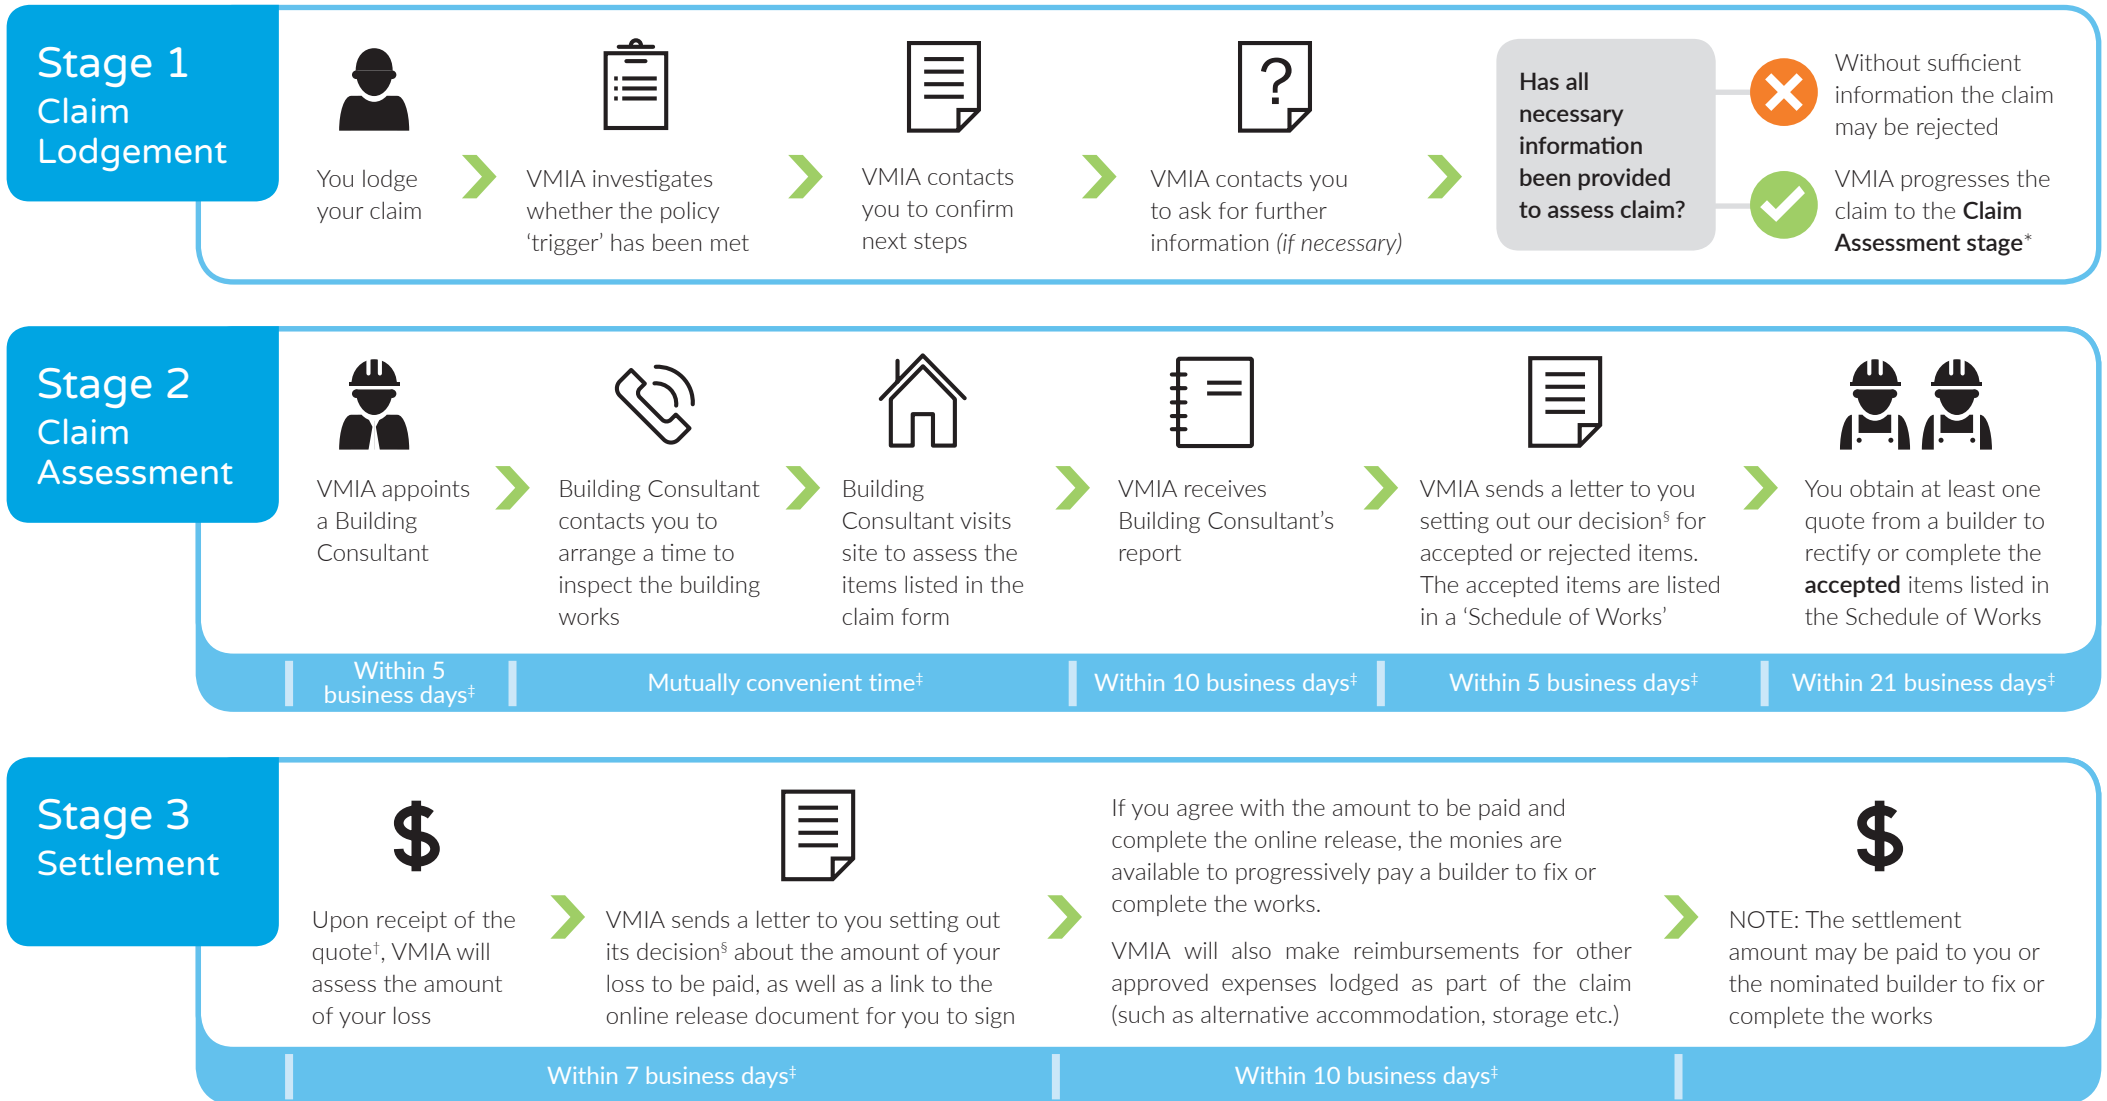 Stage 1
Claim
Lodgement
You lodge
your claim
VMIA investigates
whether the policy
‘trigger’ has been met
VMIA contacts
you to confirm
next steps
?
VMIA contacts you
to ask for further
information (if necessary)
Has all
necessary
information
been provided
to assess claim?
Without sufficient
information the claim
may be rejected
VMIA progresses the
claim to the Claim
Assessment stage*
Stage 2
Claim
Assessment
VMIA appoints
a Building
Consultant
Building Consultant
contacts you to
arrange a time to
inspect the building
works
Building
Consultant visits
site to assess the
items listed in the
claim form
VMIA receives
Building Consultant’s
report
VMIA sends a letter to you
setting out our decision§ for
accepted or rejected items.
The accepted items are listed
in a ‘Schedule of Works’
You obtain at least one
quote from a builder to
rectify or complete the
accepted items listed in
the Schedule of Works
Within 5
business days‡
Mutually convenient time‡
Within 10 business days‡
Within 5 business days‡
Within 21 business days‡
Stage 3
Settlement
$
Upon receipt of the
quote†, VMIA will
assess the amount
of your loss
VMIA sends a letter to you setting out
its decision§ about the amount of your
loss to be paid, as well as a link to the
online release document for you to sign
If you agree with the amount to be paid and
complete the online release, the monies are
available to progressively pay a builder to fix or
complete the works.
VMIA will also make reimbursements for other
approved expenses lodged as part of the claim
(such as alternative accommodation, storage etc.)
$
NOTE: The settlement
amount may be paid to you or
the nominated builder to fix or
complete the works
Within 7 business days‡
Within 10 business days‡